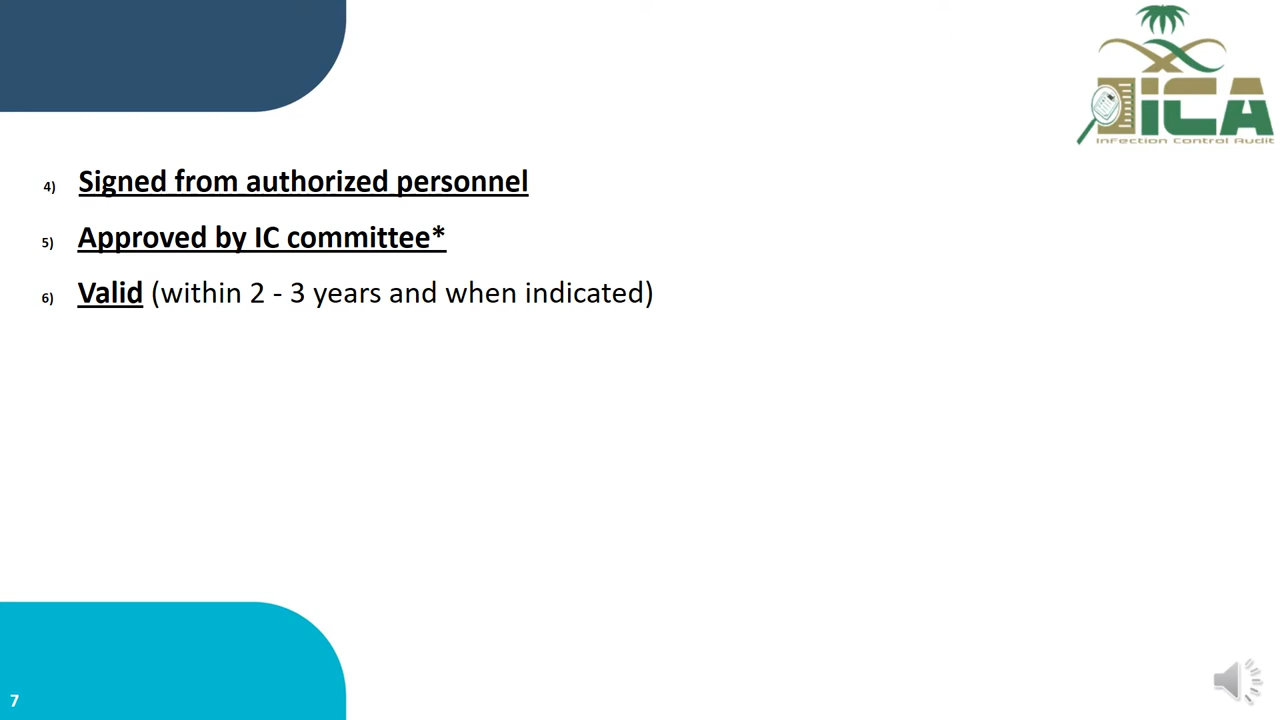 iCA
InFection Control Audit
4) Signed from authorized personnel
5) Approved by IC committee*
6) Valid (within 2 - 3 years and when indicated)
7